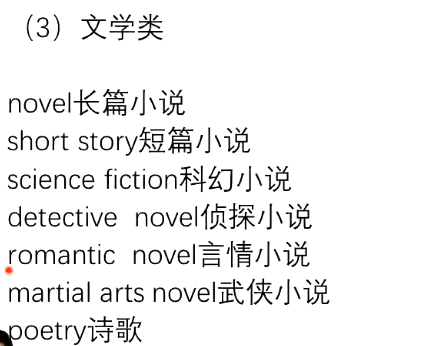 （3）文学类
novel长篇小说
short story短篇小说
science fiction科幻小说
detective  novel侦探小说
romantic  novel言情小说
martial arts novel武侠小说
poetry诗歌